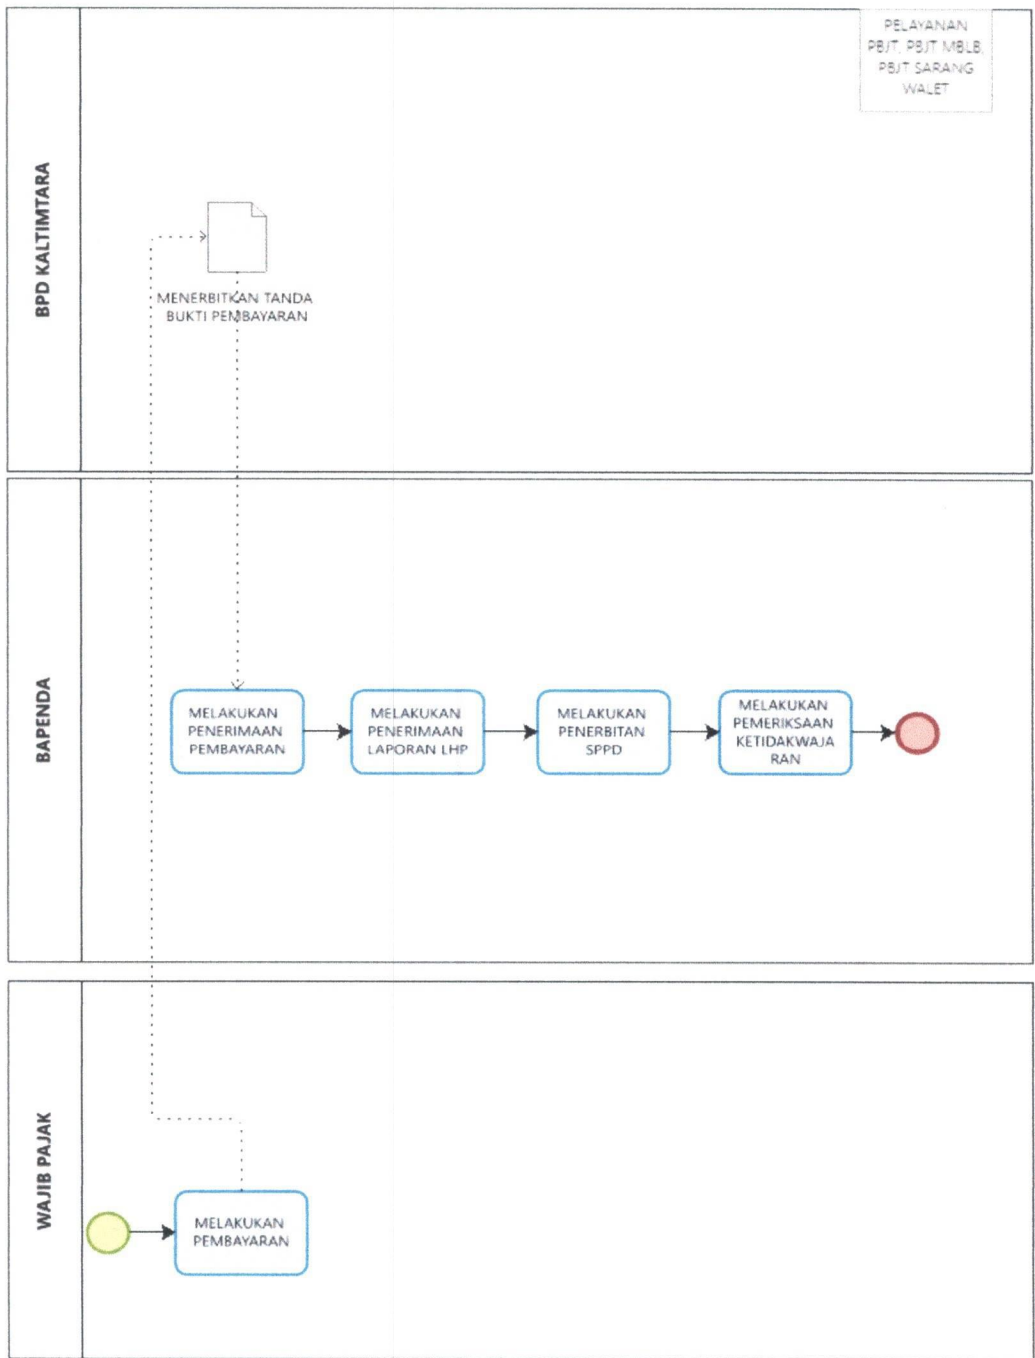 PELAYANAN
PBJT, PBJT MBLB,
PBJT SARANG
WALET
BPD KALTIMTARA
MENERBITKAN TANDA
BUKTI PEMBAYARAN
BAPENDA
MELAKUKAN
PENERIMAAN
PEMBAYARAN
MELAKUKAN
PENERIMAAN
LAPORAN LHP
MELAKUKAN
PENERBITAN
SPPD
MELAKUKAN
PEMERIKSAAN
KETIDAKWAJA
RAN
WAJIB PAJAK
MELAKUKAN
PEMBAYARAN